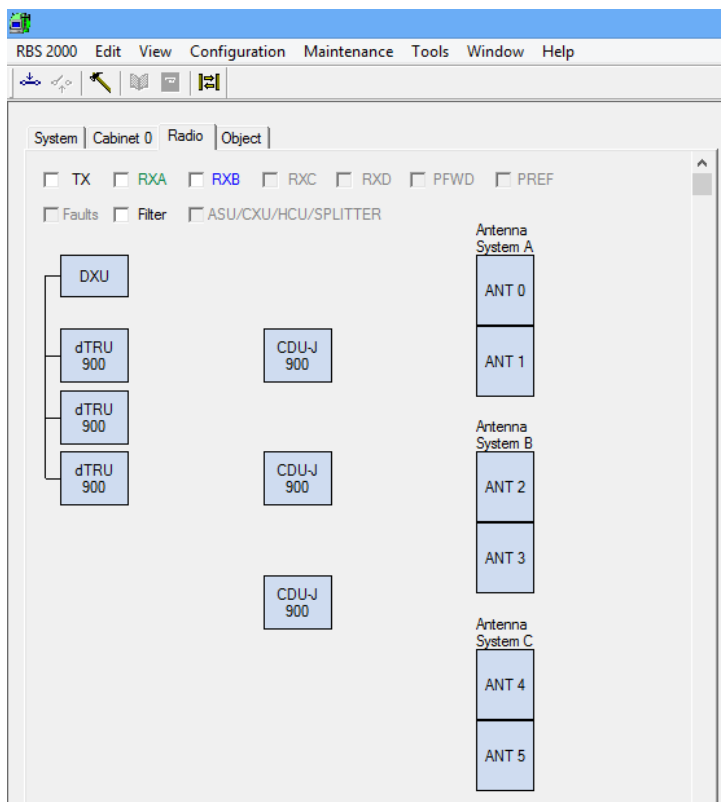 RBS 2000 Edit View Configuration Maintenance Tools Window Help
System Cabinet 0 Radio Object
TX RXA RXB RXC RXD PFWD PREF
Faults Filter ASU/CXU/HCU/SPLITTER
Antenna
System A
DXU
ANT 0
dTRU
900
CDU-J
900
ANT 1
dTRU
900
Antenna
System B
dTRU
900
CDU-J
900
ANT 2
ANT 3
CDU-J
900
Antenna
System C
ANT 4
ANT 5